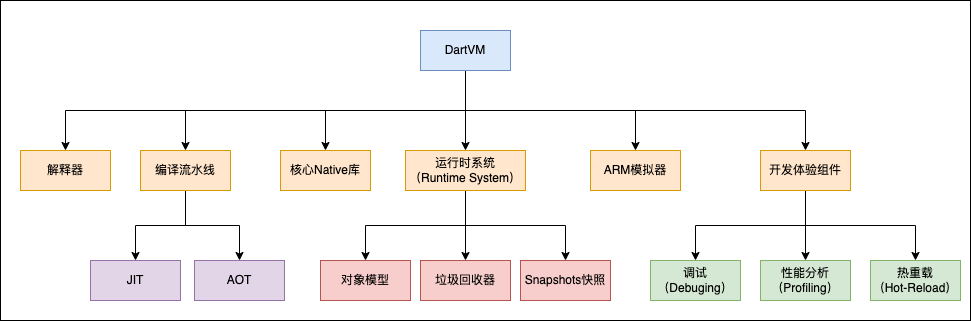 DartVM
解释器
编译流水线
核心Native库
运行时系统
（Runtime System）
ARM模拟器
开发体验组件
JIT
AOT
对象模型
垃圾回收器
Snapshots快照
调试
（Debuging）
性能分析
（Profiling）
热重载
（Hot-Reload）